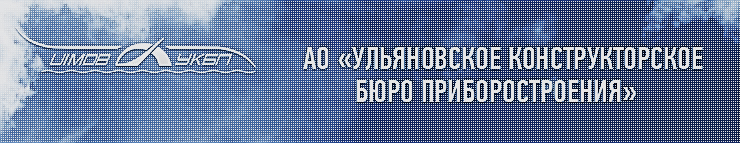 АО «УЛЬЯНОВСКОЕ КОНСТРУКТОРСКОЕ
БЮРО ПРИБОРОСТРОЕНИЯ»
УКБП